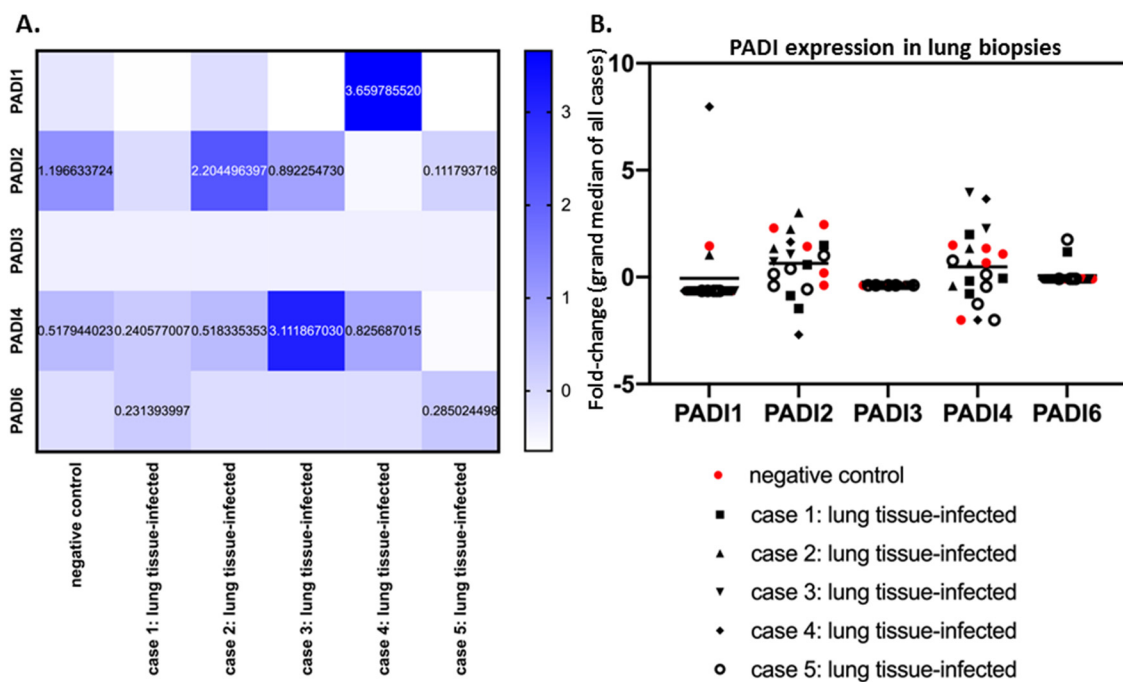 A.
PADI1
PADI2
PADI3
PADI4
PADI6
3.659785520
1.196633724
2.204496397
0.892254730
0.111793718
0.517944023
0.240577007
0.518335353
3.111867030
0.825687015
0.231393997
0.285024498
negative control
case 1: lung tissue-infected
case 2: lung tissue-infected
case 3: lung tissue-infected
case 4: lung tissue-infected
case 5: lung tissue-infected
3
2
1
0
B.
PADI expression in lung biopsies
Fold-change (grand median of all cases)
10
5
0
-5
PADI1
PADI2
PADI3
PADI4
PADI6
negative control
case 1: lung tissue-infected
case 2: lung tissue-infected
case 3: lung tissue-infected
case 4: lung tissue-infected
case 5: lung tissue-infected